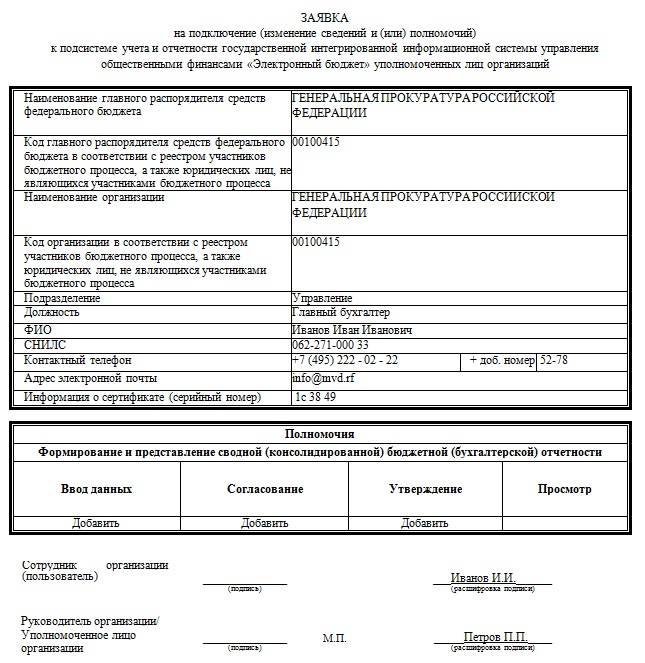 ЗАЯВКА
на подключение (изменение сведений и (или) полномочий)
к подсистеме учета и отчетности государственной интегрированной информационной системы управления
общественными финансами «Электронный бюджет» уполномоченных лиц организаций
Наименование главного распорядителя средств
федерального бюджета
ГЕНЕРАЛЬНАЯ ПРОКУРАТУРА РОССИЙСКОЙ
ФЕДЕРАЦИИ
Код главного распорядителя средств федерального
бюджета в соответствии с реестром участников
бюджетного процесса, а также юридических лиц, не
являющихся участниками бюджетного процесса
00100415
Наименование организации
ГЕНЕРАЛЬНАЯ ПРОКУРАТУРА РОССИЙСКОЙ
ФЕДЕРАЦИИ
Код организации в соответствии с реестром
участников бюджетного процесса, а также
юридических лиц, не являющихся участниками
бюджетного процесса
00100415
Подразделение Управление
Должность Главный бухгалтер
ФИО Иванов Иван Иванович
СНИЛС 062-271-000 33
Контактный телефон +7 (495) 222 - 02 - 22 + доб. номер 52-78
Адрес электронной почты info@mvd.rf
Информация о сертификате (серийный номер) 1c 38 49
Полномочия
Формирование и представление сводной (консолидированной) бюджетной (бухгалтерской) отчетности
Ввод данных Согласование Утверждение Просмотр
Добавить Добавить Добавить
Сотрудник организации
(пользователь)
Иванов И.И.
(подпись) (расшифровка подписи)
Руководитель организации/
Уполномоченное лицо
организации
М.П. Петров П.П.
(подпись) (расшифровка подписи)